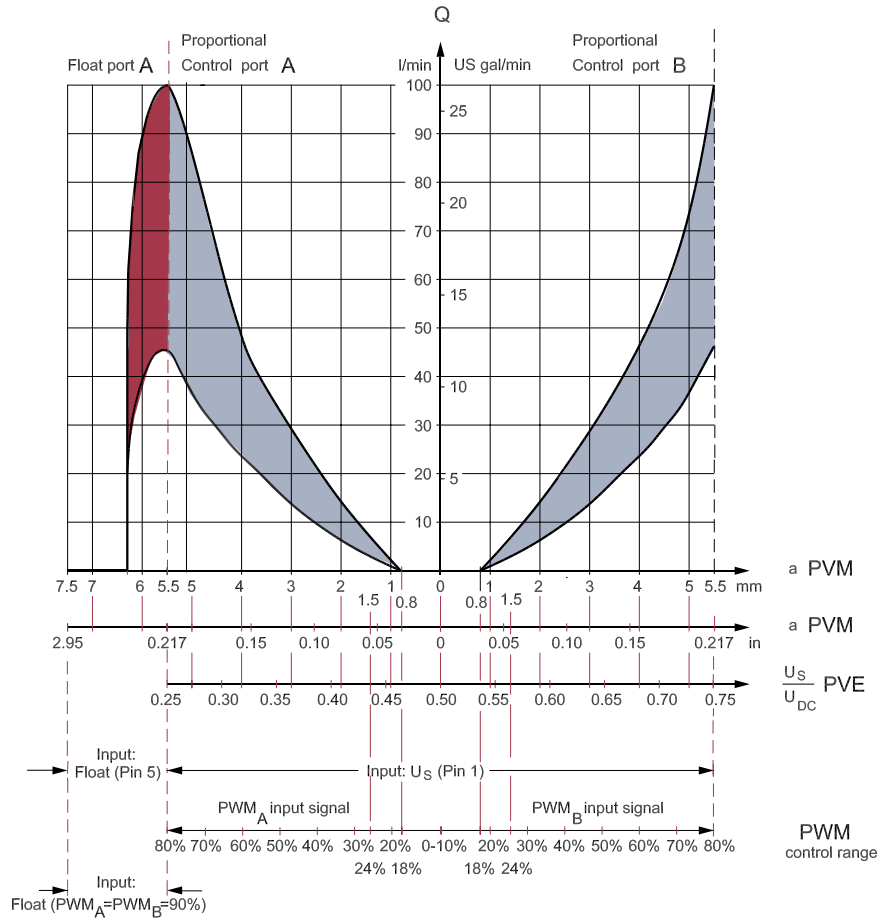 Q
Proportional
Proportional
Float port A
Control port A
l/min
US gal/min
Control port B
100
90
80
70
60
50
40
30
20
10
25
20
15
10
5
7.5 7 6 5.5 5 4 3 2 1 0 1 2 3 4 5 5.5 mm
a PVM
1.5 0.8 0.8 1.5
2.95 0.217 0.15 0.10 0.05 0 0.05 0.10 0.15 0.217 in
a PVM
0.25 0.30 0.35 0.40 0.45 0.50 0.55 0.60 0.65 0.70 0.75
US
UDC
PVE
Input:
Float (Pin 5)
Input: US (Pin 1)
PWMA input signal
PWMB input signal
80% 70% 60% 50% 40% 30% 20% 0-10% 20% 30% 40% 50% 60% 70% 80%
24% 18% 18% 24%
PWM
control range
Input:
Float (PWMA=PWMB=90%)